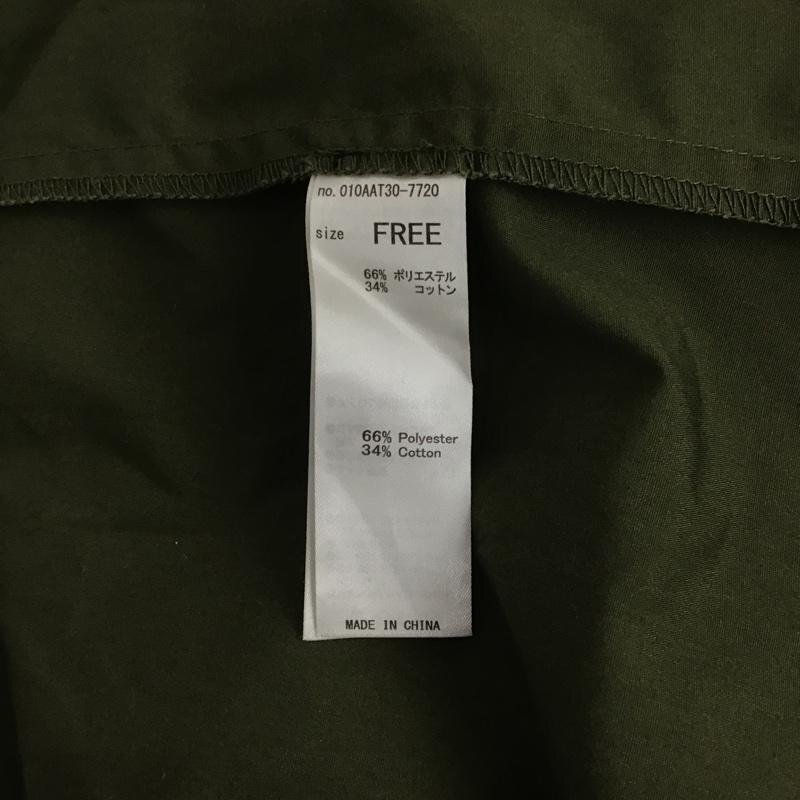 no. 010AAT30-7720
size FREE
66% ポリエステル
34% コットン
66% Polyester
34% Cotton
MADE IN CHINA